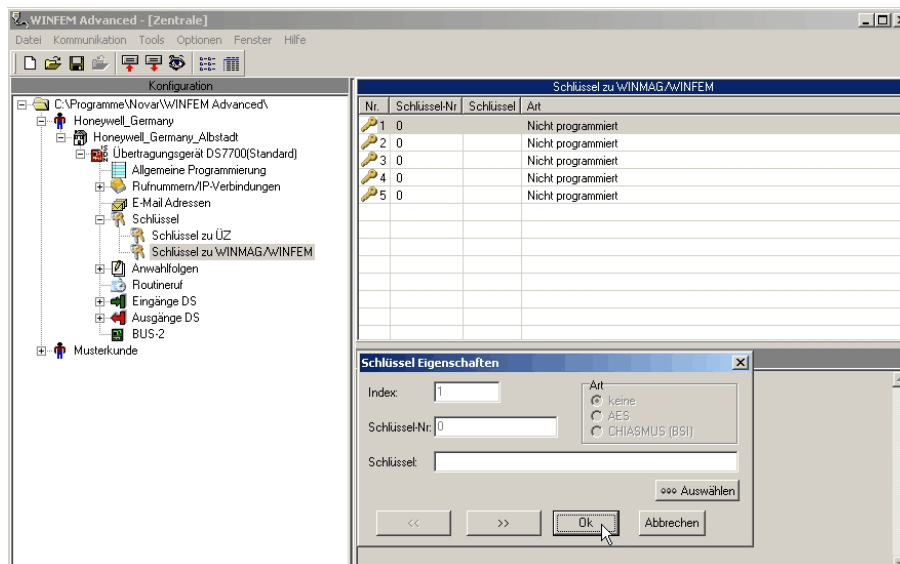 WINFEM Advanced - [Zentrale]
Datei Kommunikation Tools Optionen Fenster Hilfe
Konfiguration
C:\Programme\Novar\WINFEM Advanced\
Honeywell_Germany
Honeywell_Germany_Albstadt
Übertragungsgerät DS7700(Standard)
Allgemeine Programmierung
Rufnummern/IP-Verbindungen
E-Mail Adressen
Schlüssel
Schlüssel zu ÜZ
Schlüssel zu WINMAG/WINFEM
Anwahlfolgen
Routineruf
Eingänge DS
Ausgänge DS
BUS-2
Musterkunde
Schlüssel zu WINMAG/WINFEM
Nr. Schlüssel-Nr Schlüssel Art
1 0 Nicht programmiert
2 0 Nicht programmiert
3 0 Nicht programmiert
4 0 Nicht programmiert
5 0 Nicht programmiert
Schlüssel Eigenschaften
Index: 1
Schlüssel-Nr: 0
Schlüssel:
Art
keine
AES
CHIASMUS (BSI)
ooo Auswählen
<< >> Ok Abbrechen